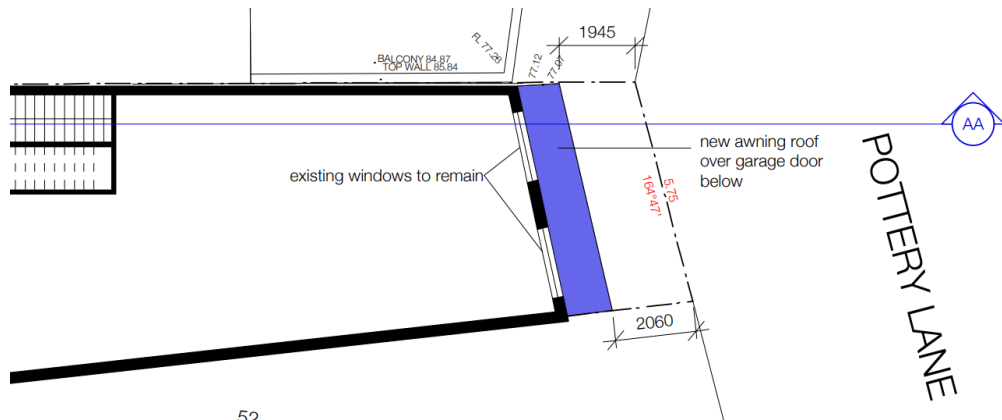 1945
FL 77.26
BALCONY 84.87
TOP WALL 85.84
77.12
77.07
AA
new awning roof
over garage door
below
existing windows to remain
5.75
164°47'
POTTERY LANE
2060
52